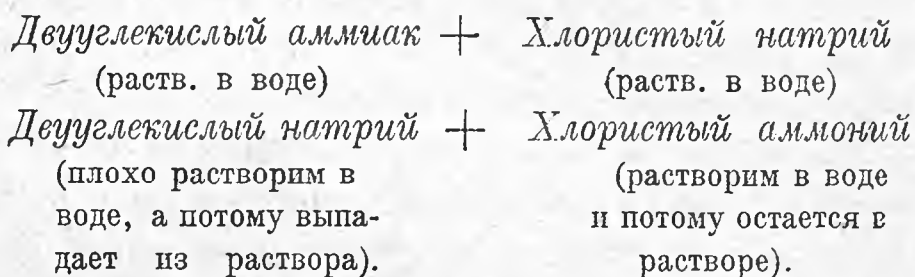 Двууглекислый аммиак + Хлористый натрий
(раств. в воде) (раств. в воде)
Двууглекислый натрий + Хлористый аммоний
(плохо растворим в (растворим в воде
воде, а потому выпа- и потому остается в
дает из раствора). растворе).